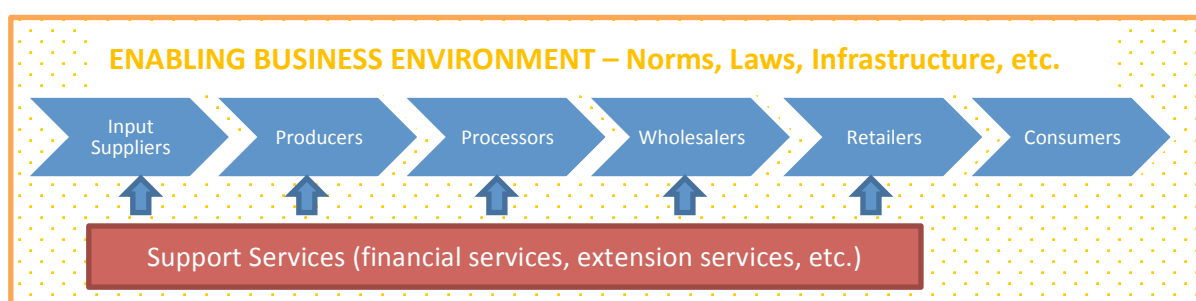 ENABLING BUSINESS ENVIRONMENT – Norms, Laws, Infrastructure, etc.
Input
Suppliers
Producers
Processors
Wholesalers
Retailers
Consumers
Support Services (financial services, extension services, etc.)